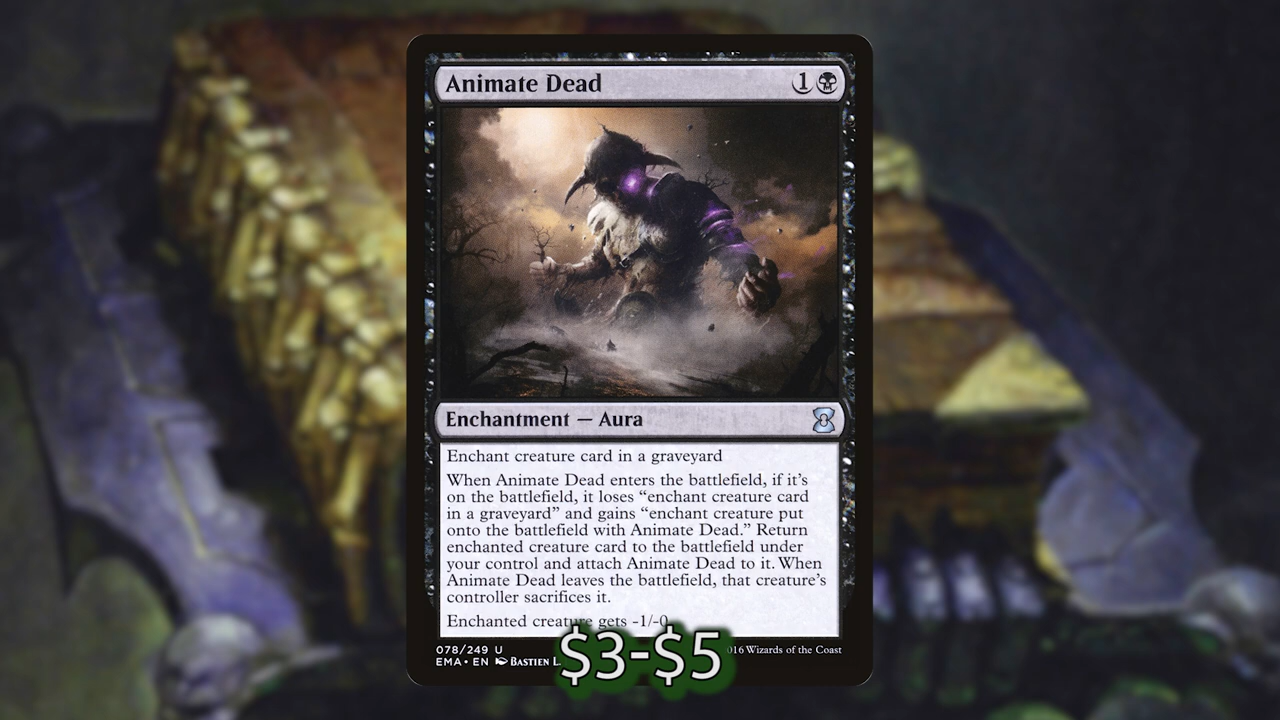 Animate Dead 1
Enchantment — Aura
Enchant creature card in a graveyard
When Animate Dead enters the battlefield, if it's
on the battlefield, it loses “enchant creature card
in a graveyard” and gains “enchant creature put
onto the battlefield with Animate Dead.” Return
enchanted creature card to the battlefield under
your control and attach Animate Dead to it. When
Animate Dead leaves the battlefield, that creature's
controller sacrifices it.
Enchanted creature gets -1/-0
078/249 U
EMA • EN BASTIEN L Wizards of the Coast
$3-$5